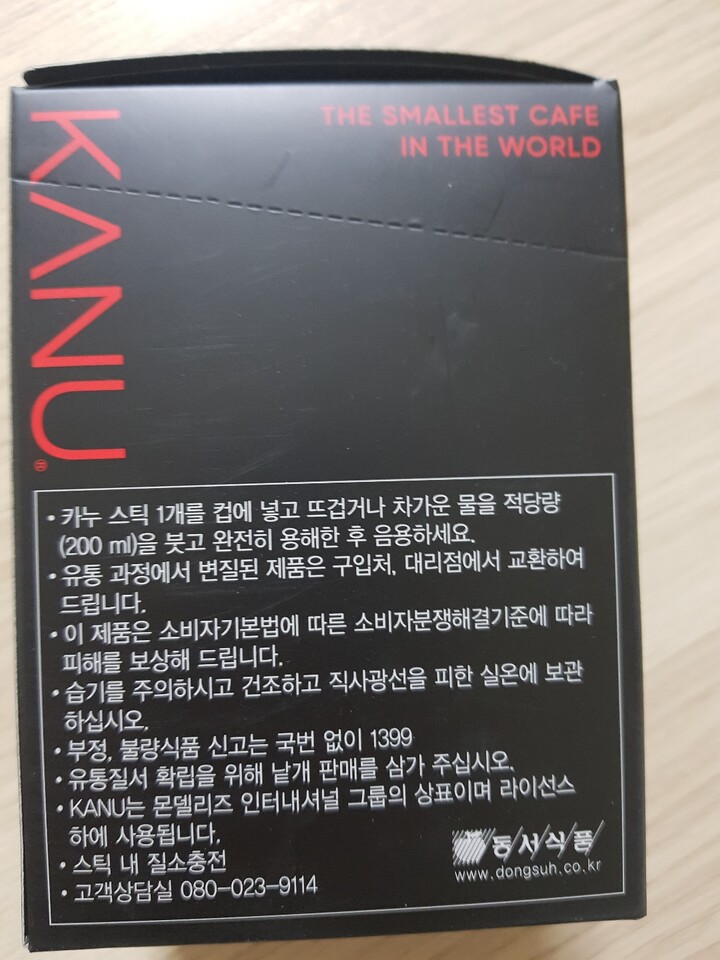 THE SMALLEST CAFE
IN THE WORLD
KANU®
• 카누 스틱 1개를 컵에 넣고 뜨겁거나 차가운 물을 적당량
(200 ml)을 붓고 완전히 용해한 후 음용하세요.
• 유통 과정에서 변질된 제품은 구입처, 대리점에서 교환하여
드립니다.
• 이 제품은 소비자기본법에 따른 소비자분쟁해결기준에 따라
피해를 보상해 드립니다.
• 습기를 주의하시고 건조하고 직사광선을 피한 실온에 보관
하십시오.
• 부정, 불량식품 신고는 국번 없이 1399
• 유통질서 확립을 위해 낱개 판매를 삼가 주십시오.
• KANU는 몬델리즈 인터내셔널 그룹의 상표이며 라이선스
하에 사용됩니다.
• 스틱 내 질소충전
• 고객상담실 080-023-9114
동서식품
www.dongsuh.co.kr